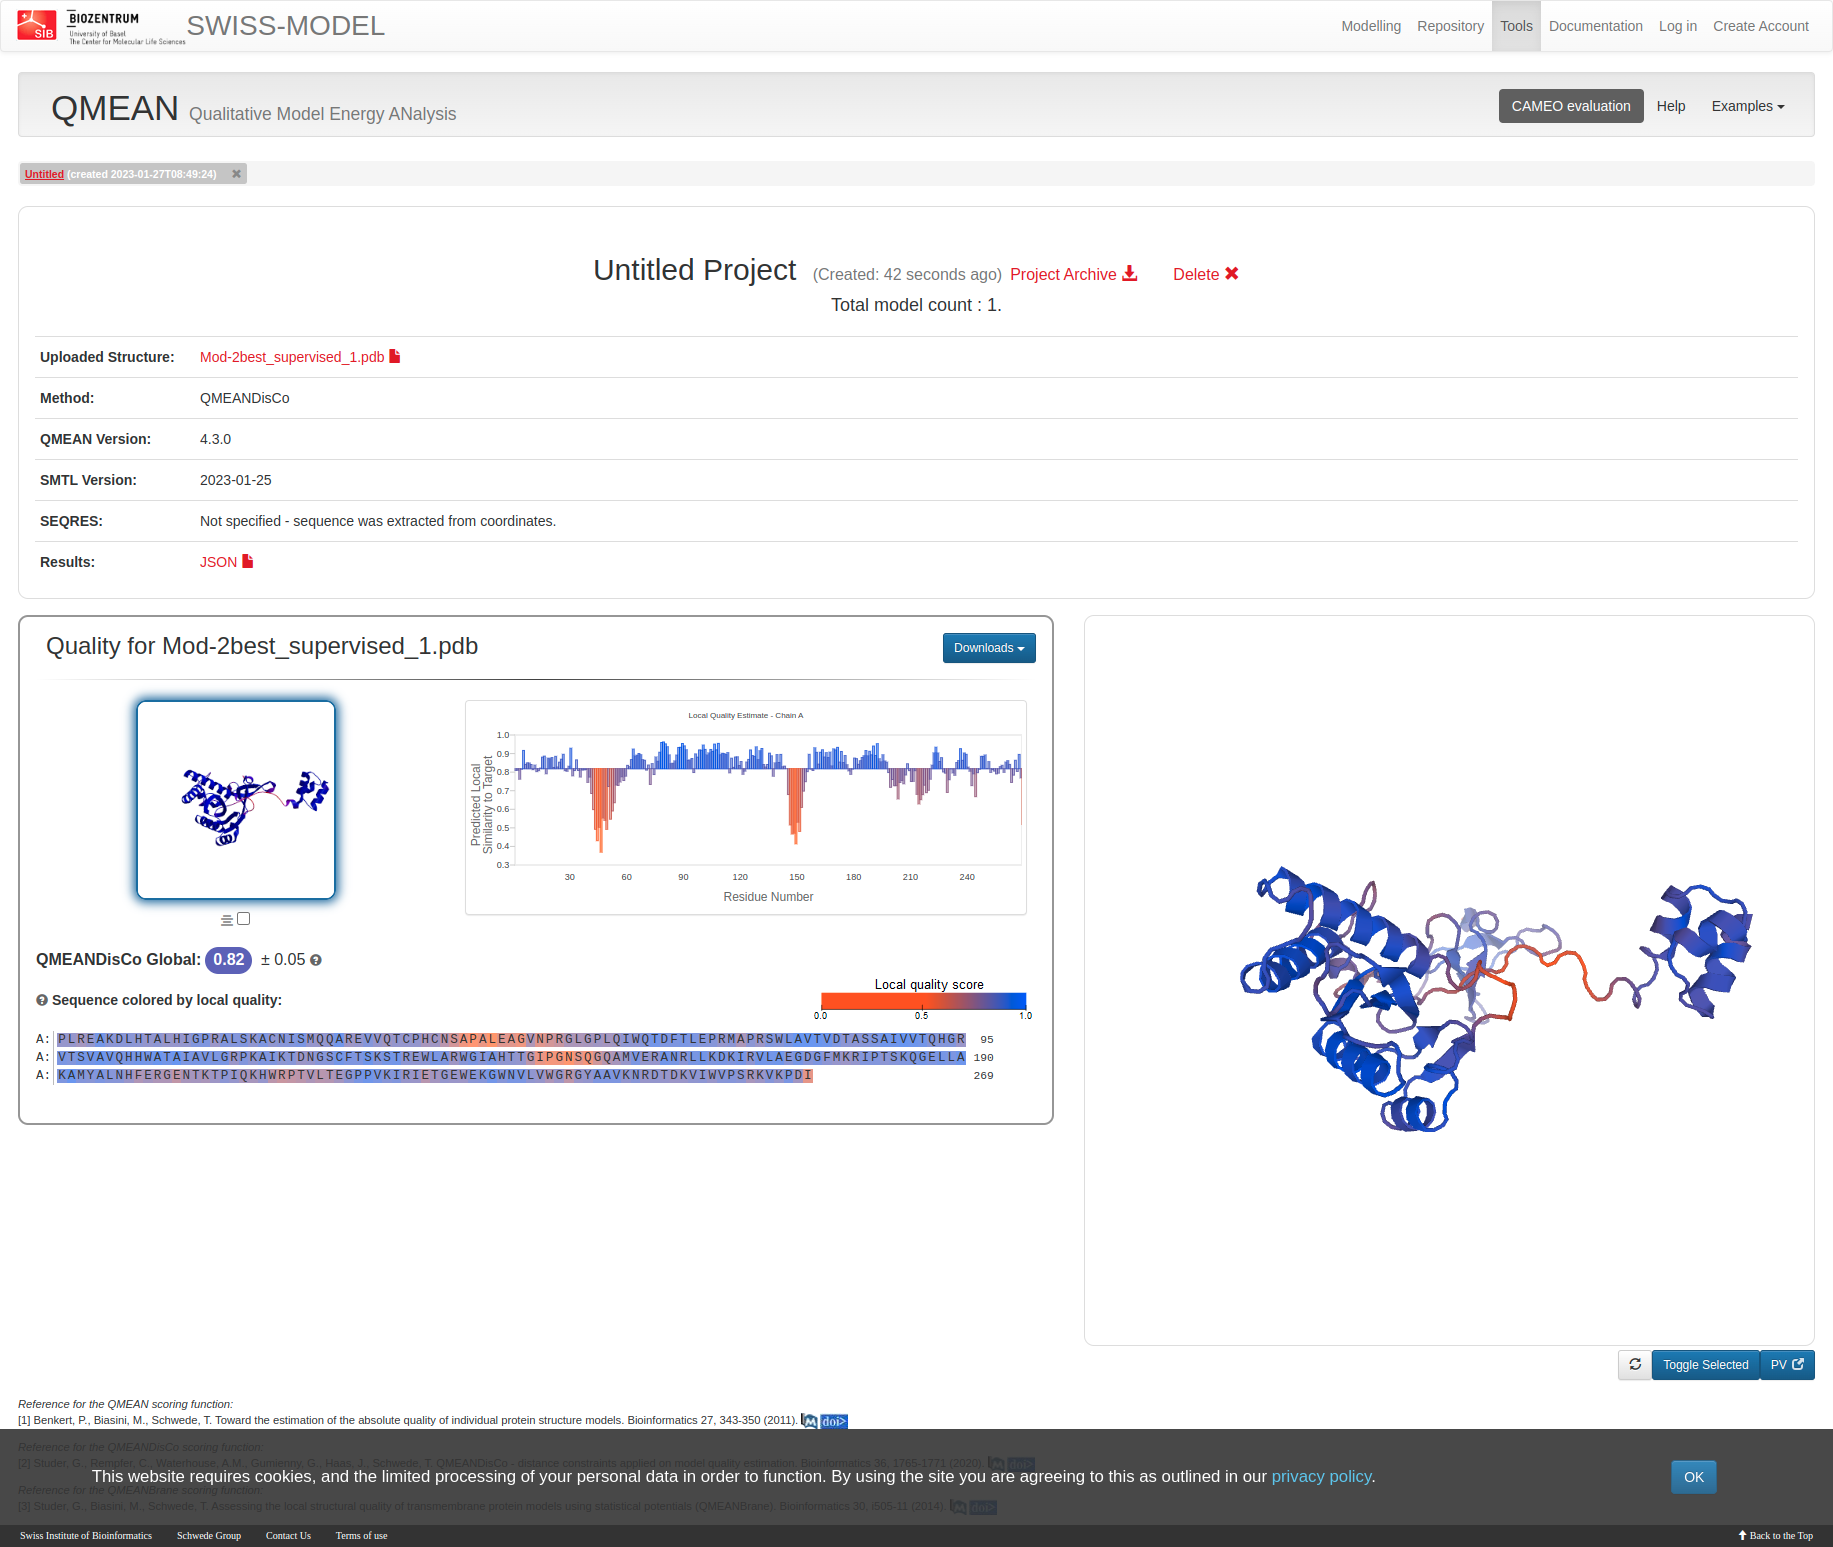 SIB
BIOZENTRUM
University of Basel
The Center for Molecular Life Sciences
SWISS-MODEL
Modelling Repository Tools Documentation Log in Create Account
QMEAN Qualitative Model Energy ANalysis
CAMEO evaluation Help Examples
Untitled (created 2023-01-27T08:49:24)
Untitled Project (Created: 42 seconds ago) Project Archive Delete
Total model count : 1.
Uploaded Structure: Mod-2best_supervised_1.pdb
Method: QMEANDisCo
QMEAN Version: 4.3.0
SMTL Version: 2023-01-25
SEQRES: Not specified - sequence was extracted from coordinates.
Results: JSON
Quality for Mod-2best_supervised_1.pdb
Downloads
Local Quality Estimate - Chain A
Predicted Local
Similarity to Target
1.0
0.9
0.8
0.7
0.6
0.5
0.4
0.3
30 60 90 120 150 180 210 240
Residue Number
QMEANDisCo Global: 0.82 ± 0.05
Sequence colored by local quality:
Local quality score
0.0 0.5 1.0
A: PLREAKDLHTALHIGPRALSKACNISMQQAREVVQTCPHCNSAPALEAGVNPRGLGPLQIWQTDFTLEPRMAPRSWLAVTVDTASSAIVVTQHGR 95
A: VTSVAVQHHWATAIAVLGRPKAIKTDNGSCFTSKSTREWLARWGIAHTTGIPGNSQGQAMVERANRLLKDKIRVLAEGDGFMKRIPTSKQGELLA 190
A: KAMYALNHFERGENTKTPIQKHWRPTVLTEGPPVKIRIETGEWEKGWNVLVWGRGYAAVKNRDTDKVIWVPSRKVKPDI 269
Toggle Selected PV
Reference for the QMEAN scoring function:
[1] Benkert, P., Biasini, M., Schwede, T. Toward the estimation of the absolute quality of individual protein structure models. Bioinformatics 27, 343-350 (2011). M doi>
Reference for the QMEANDisCo scoring function:
[2] Studer, G., Rempfer, C., Waterhouse, A.M., Gumienny, G., Haas, J., Schwede, T. QMEANDisCo - distance constraints applied on model quality estimation. Bioinformatics 36, 1765-1771 (2020). M doi>
This website requires cookies, and the limited processing of your personal data in order to function. By using the site you are agreeing to this as outlined in our privacy policy.
OK
Reference for the QMEANBrane scoring function:
[3] Studer, G., Biasini, M., Schwede, T. Assessing the local structural quality of transmembrane protein models using statistical potentials (QMEANBrane). Bioinformatics 30, i505-11 (2014). M doi>
Swiss Institute of Bioinformatics Schwede Group Contact Us Terms of use
Back to the Top